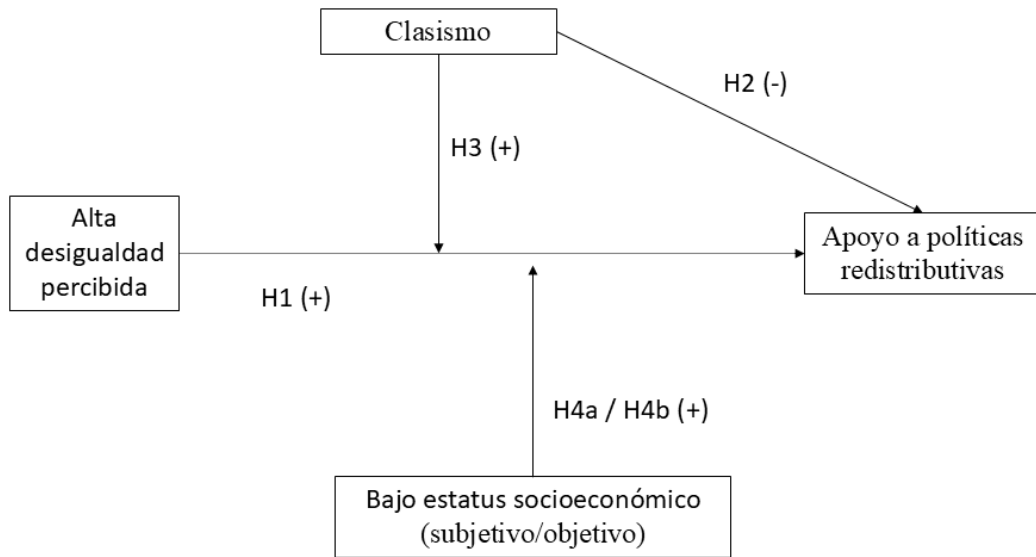 Clasismo
H2 (-)
H3 (+)
Alta
desigualdad
percibida
Apoyo a políticas
redistributivas
H1 (+)
H4a / H4b (+)
Bajo estatus socioeconómico
(subjetivo/objetivo)